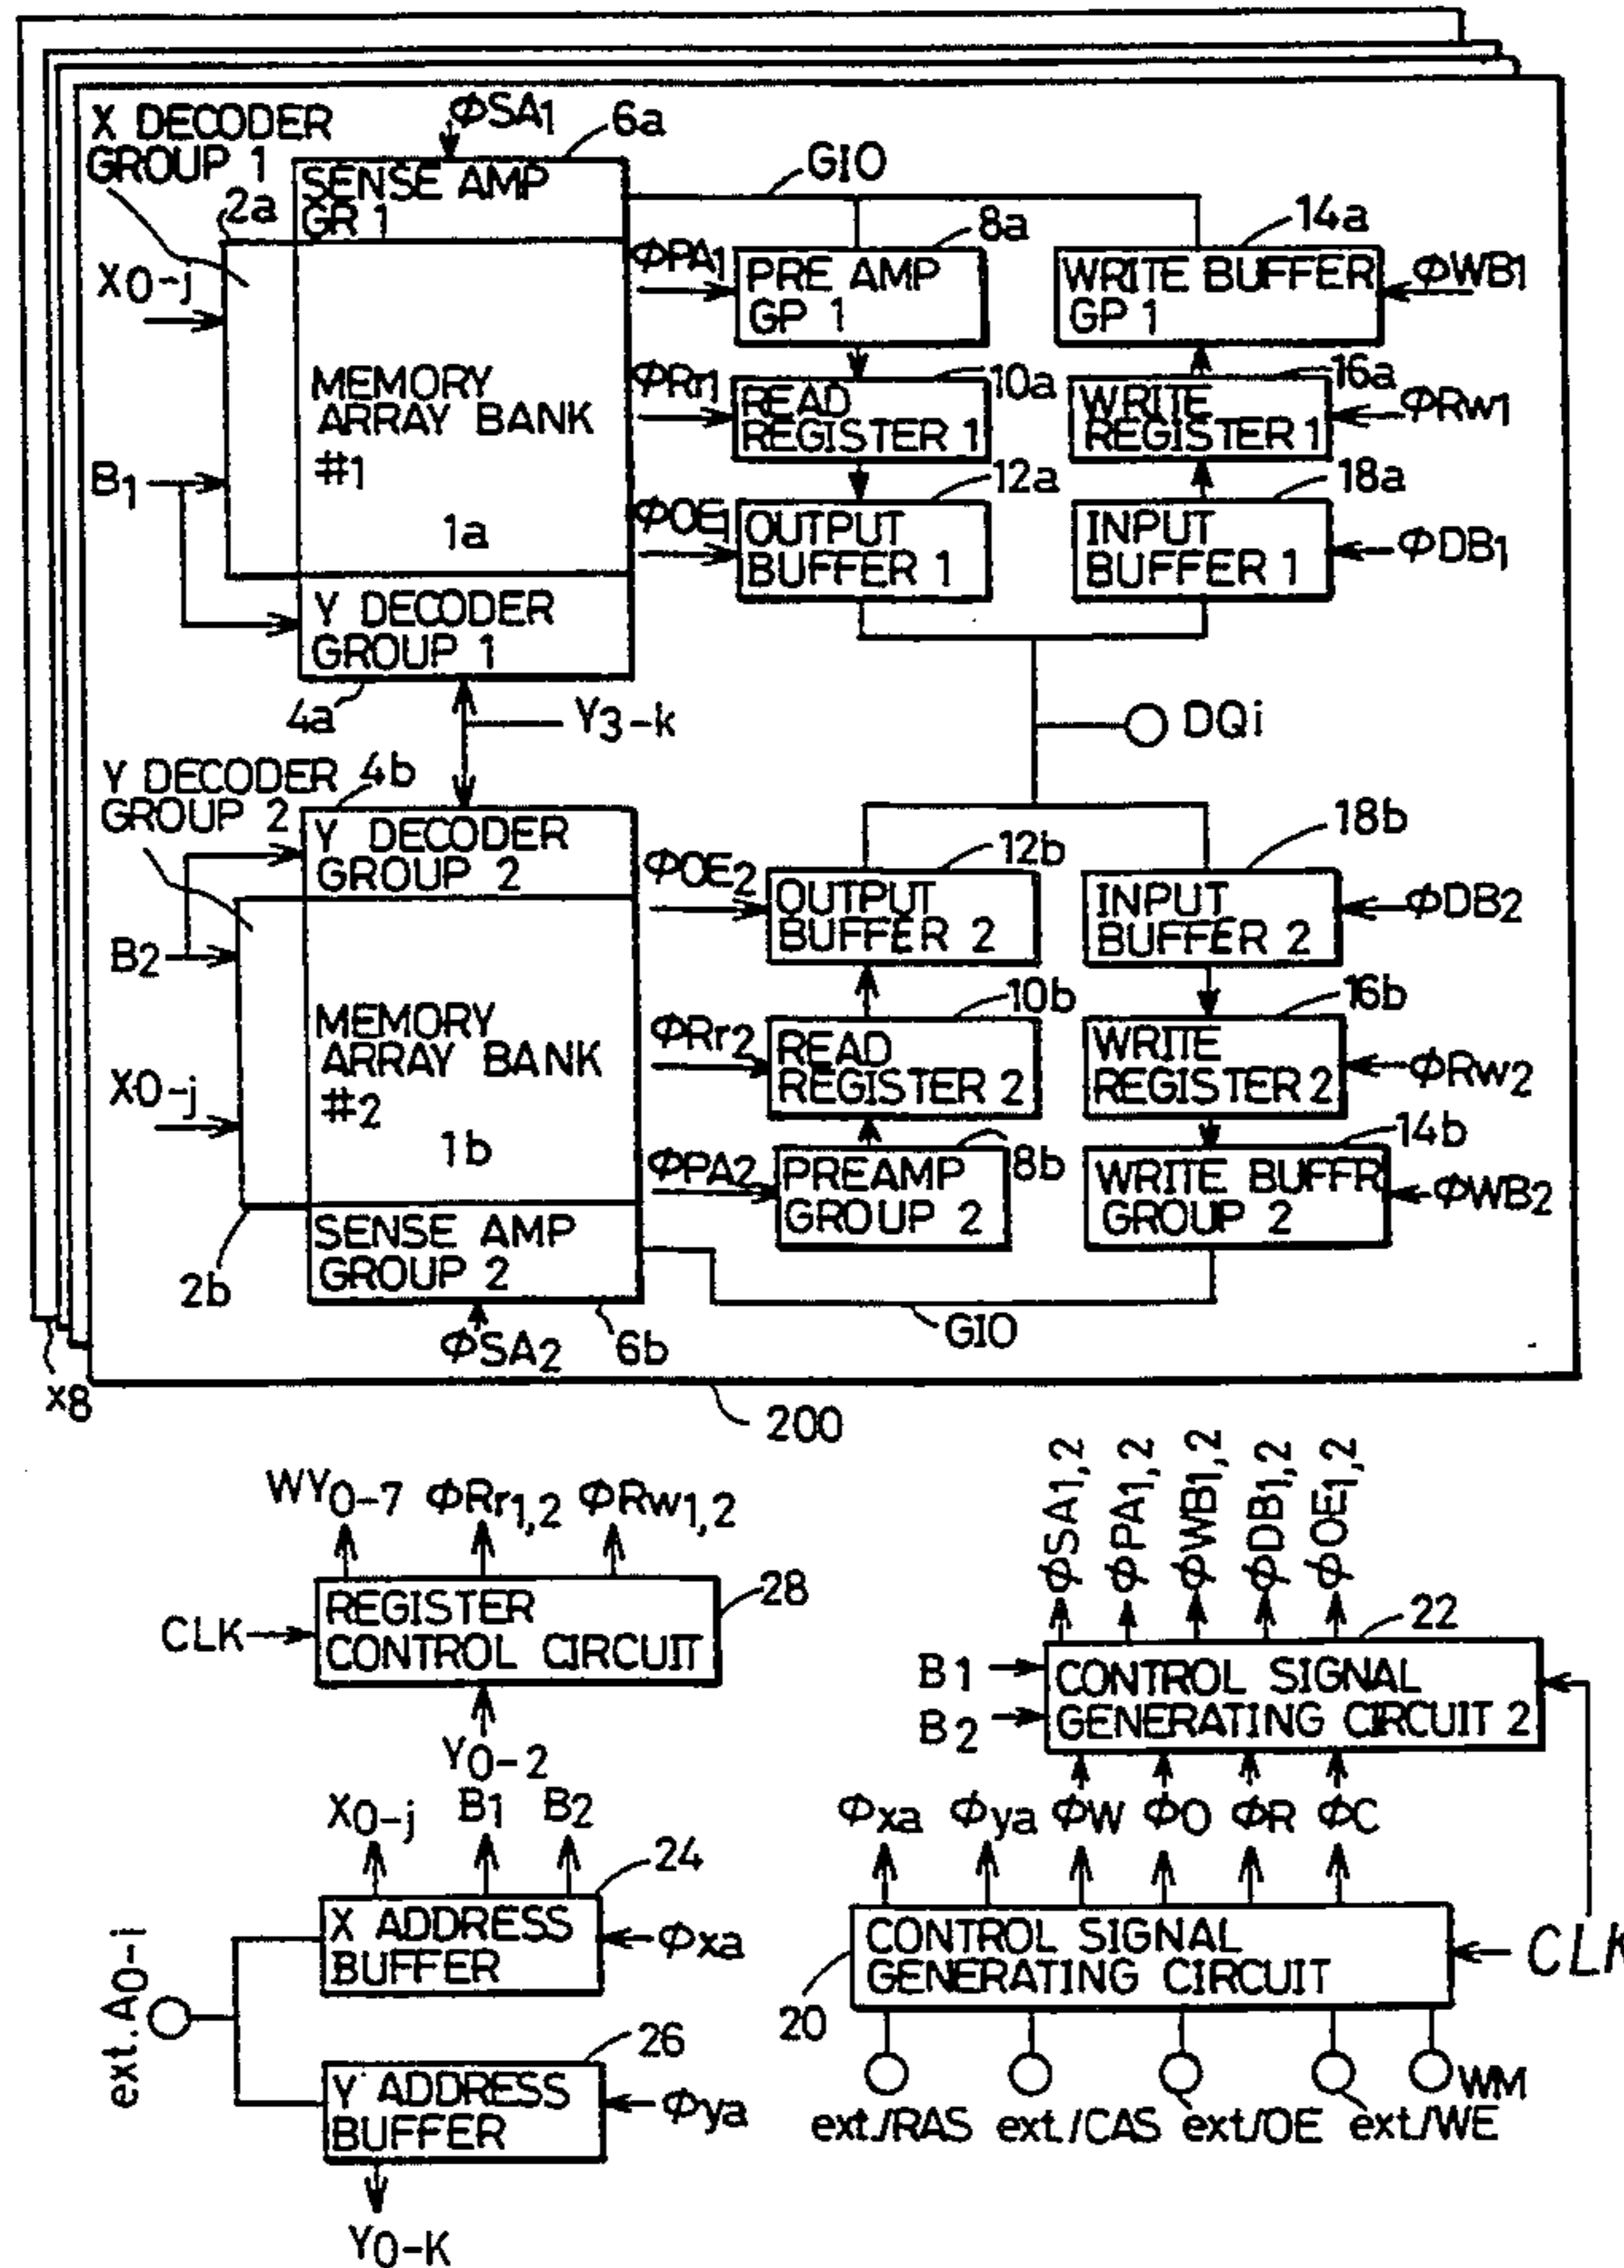 X DECODER
GROUP 1
ϕSA1
6a
SENSE AMP
GR 1
GIO
2a
14a
8a
ϕPA1
PRE AMP
GP 1
WRITE BUFFER
GP 1
ϕWB1
X0-j
MEMORY
ARRAY BANK
#1
1a
ϕRr1
10a
READ
REGISTER 1
16a
WRITE
REGISTER 1
ϕRw1
B1
12a
18a
ϕOE1
OUTPUT
BUFFER 1
INPUT
BUFFER 1
ϕDB1
Y DECODER
GROUP 1
4a
Y3-k
DQi
Y DECODER
GROUP 2
4b
Y DECODER
GROUP 2
12b
18b
ϕOE2
OUTPUT
BUFFER 2
INPUT
BUFFER 2
ϕDB2
B2
MEMORY
ARRAY BANK
#2
1b
10b
16b
ϕRr2
READ
REGISTER 2
WRITE
REGISTER 2
ϕRw2
X0-j
14b
ϕPA2
PREAMP
GROUP 2
8b
WRITE BUFFR
GROUP 2
ϕWB2
SENSE AMP
GROUP 2
2b
GIO
ϕSA2
6b
x8
200
WY0-7 ϕRr1,2 ϕRw1,2
ϕSA1,2
ϕPA1,2
ϕWB1,2
ϕDB1,2
ϕOE1,2
CLK
REGISTER
CONTROL CIRCUIT
28
22
B1
B2
CONTROL SIGNAL
GENERATING CIRCUIT 2
Y0-2
X0-j B1 B2
ϕxa ϕya ϕW ϕO ϕR ϕC
24
X ADDRESS
BUFFER
ϕxa
CONTROL SIGNAL
GENERATING CIRCUIT
CLK
20
ext.A0-i
26
Y ADDRESS
BUFFER
ϕya
WM
ext./RAS ext./CAS ext./OE ext./WE
Y0-K